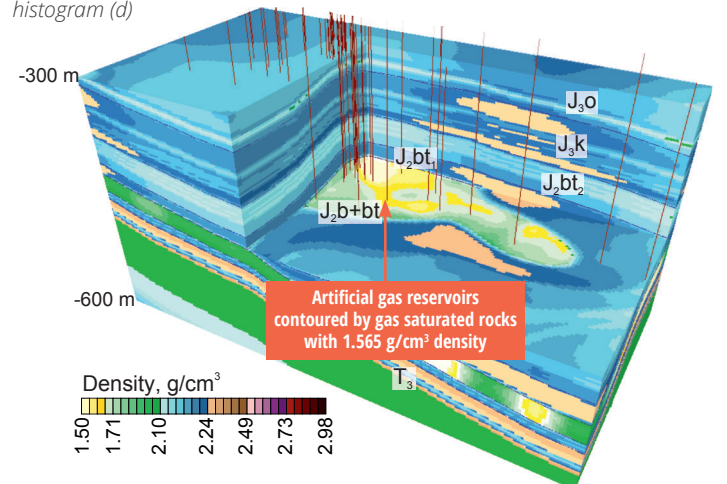 histogram (d)
-300 m
J₃o
J₃k
J₂bt₁
J₂bt₂
J₂b+bt
-600 m
Artificial gas reservoirs
contoured by gas saturated rocks
with 1.565 g/cm³ density
T₃
Density, g/cm³
1.50 1.71 2.10 2.24 2.49 2.73 2.98